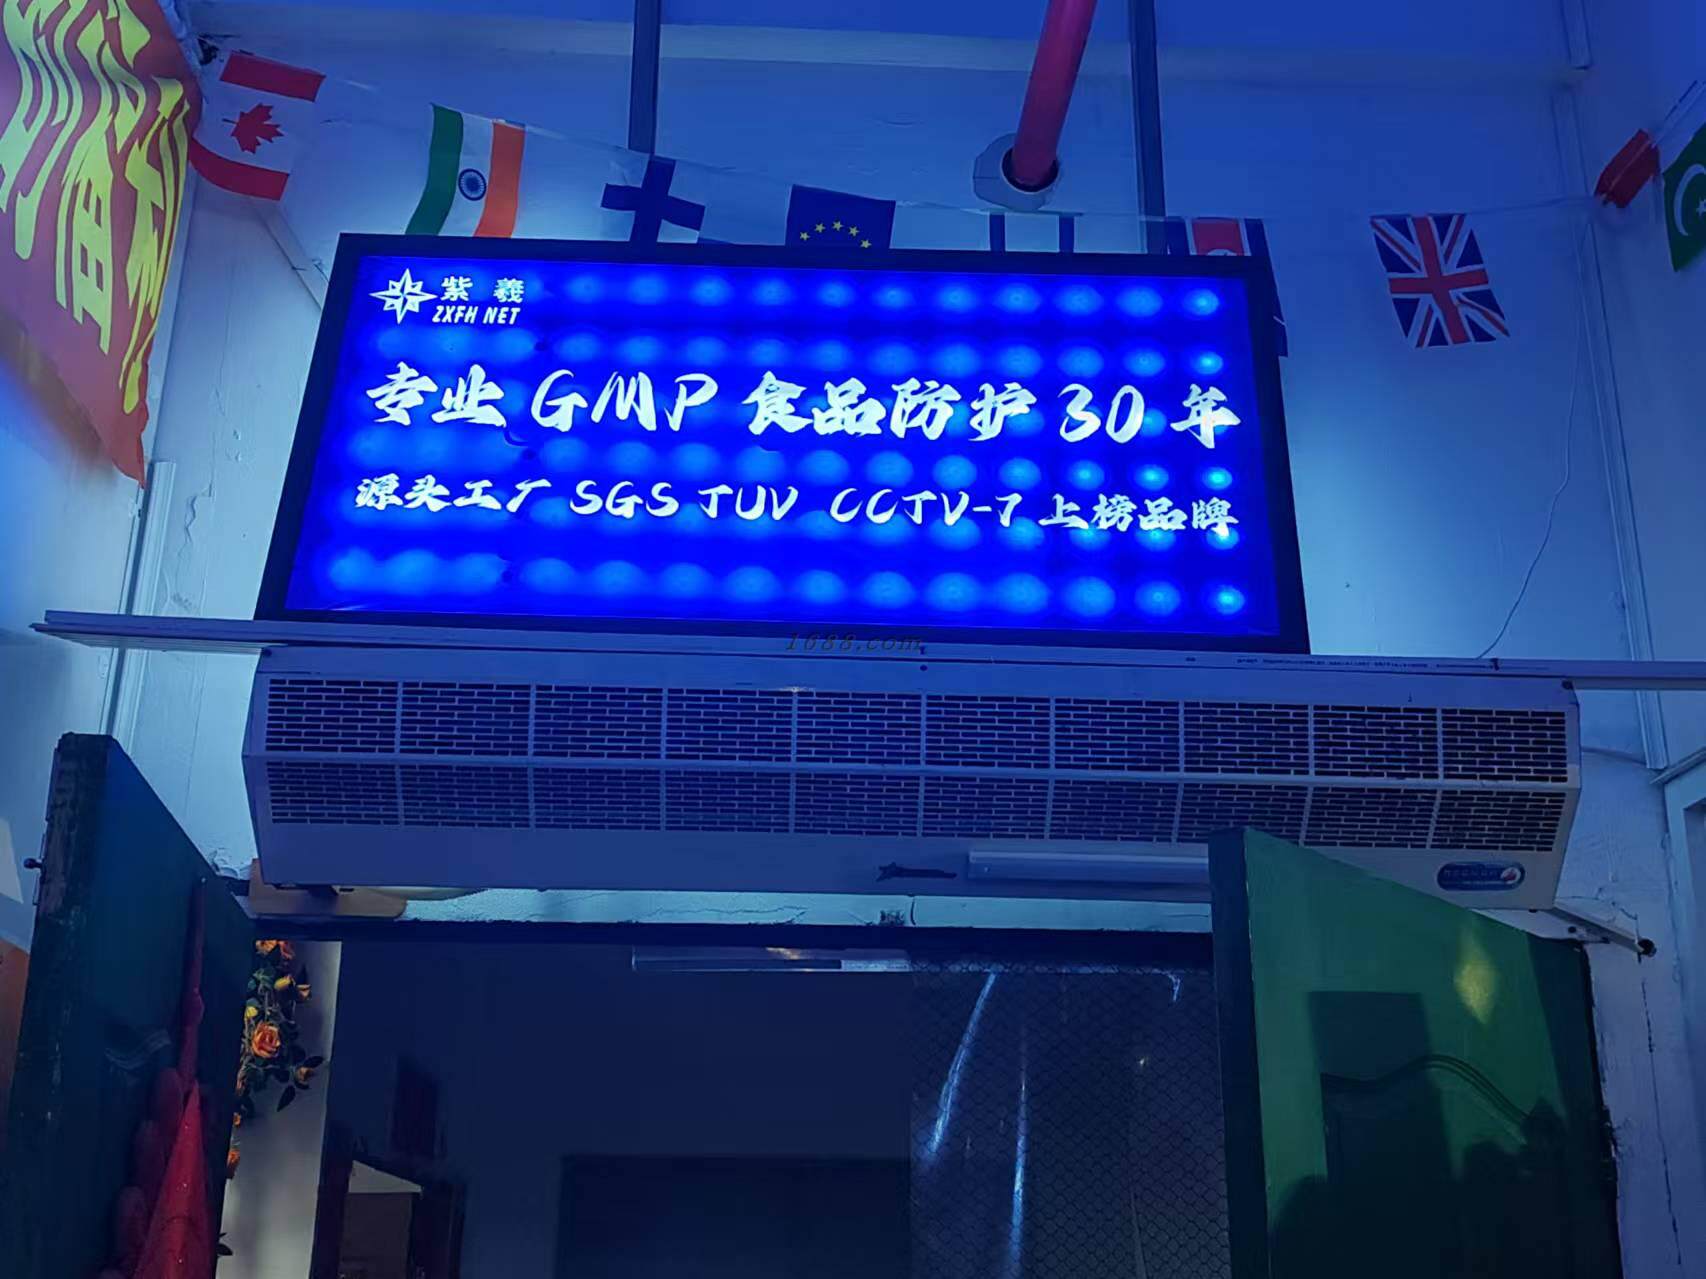 紫羲
ZXFH NET
专业 GMP 食品防护 30 年
源头工厂 SGS TUV CCTV-7 上榜品牌
1688.com